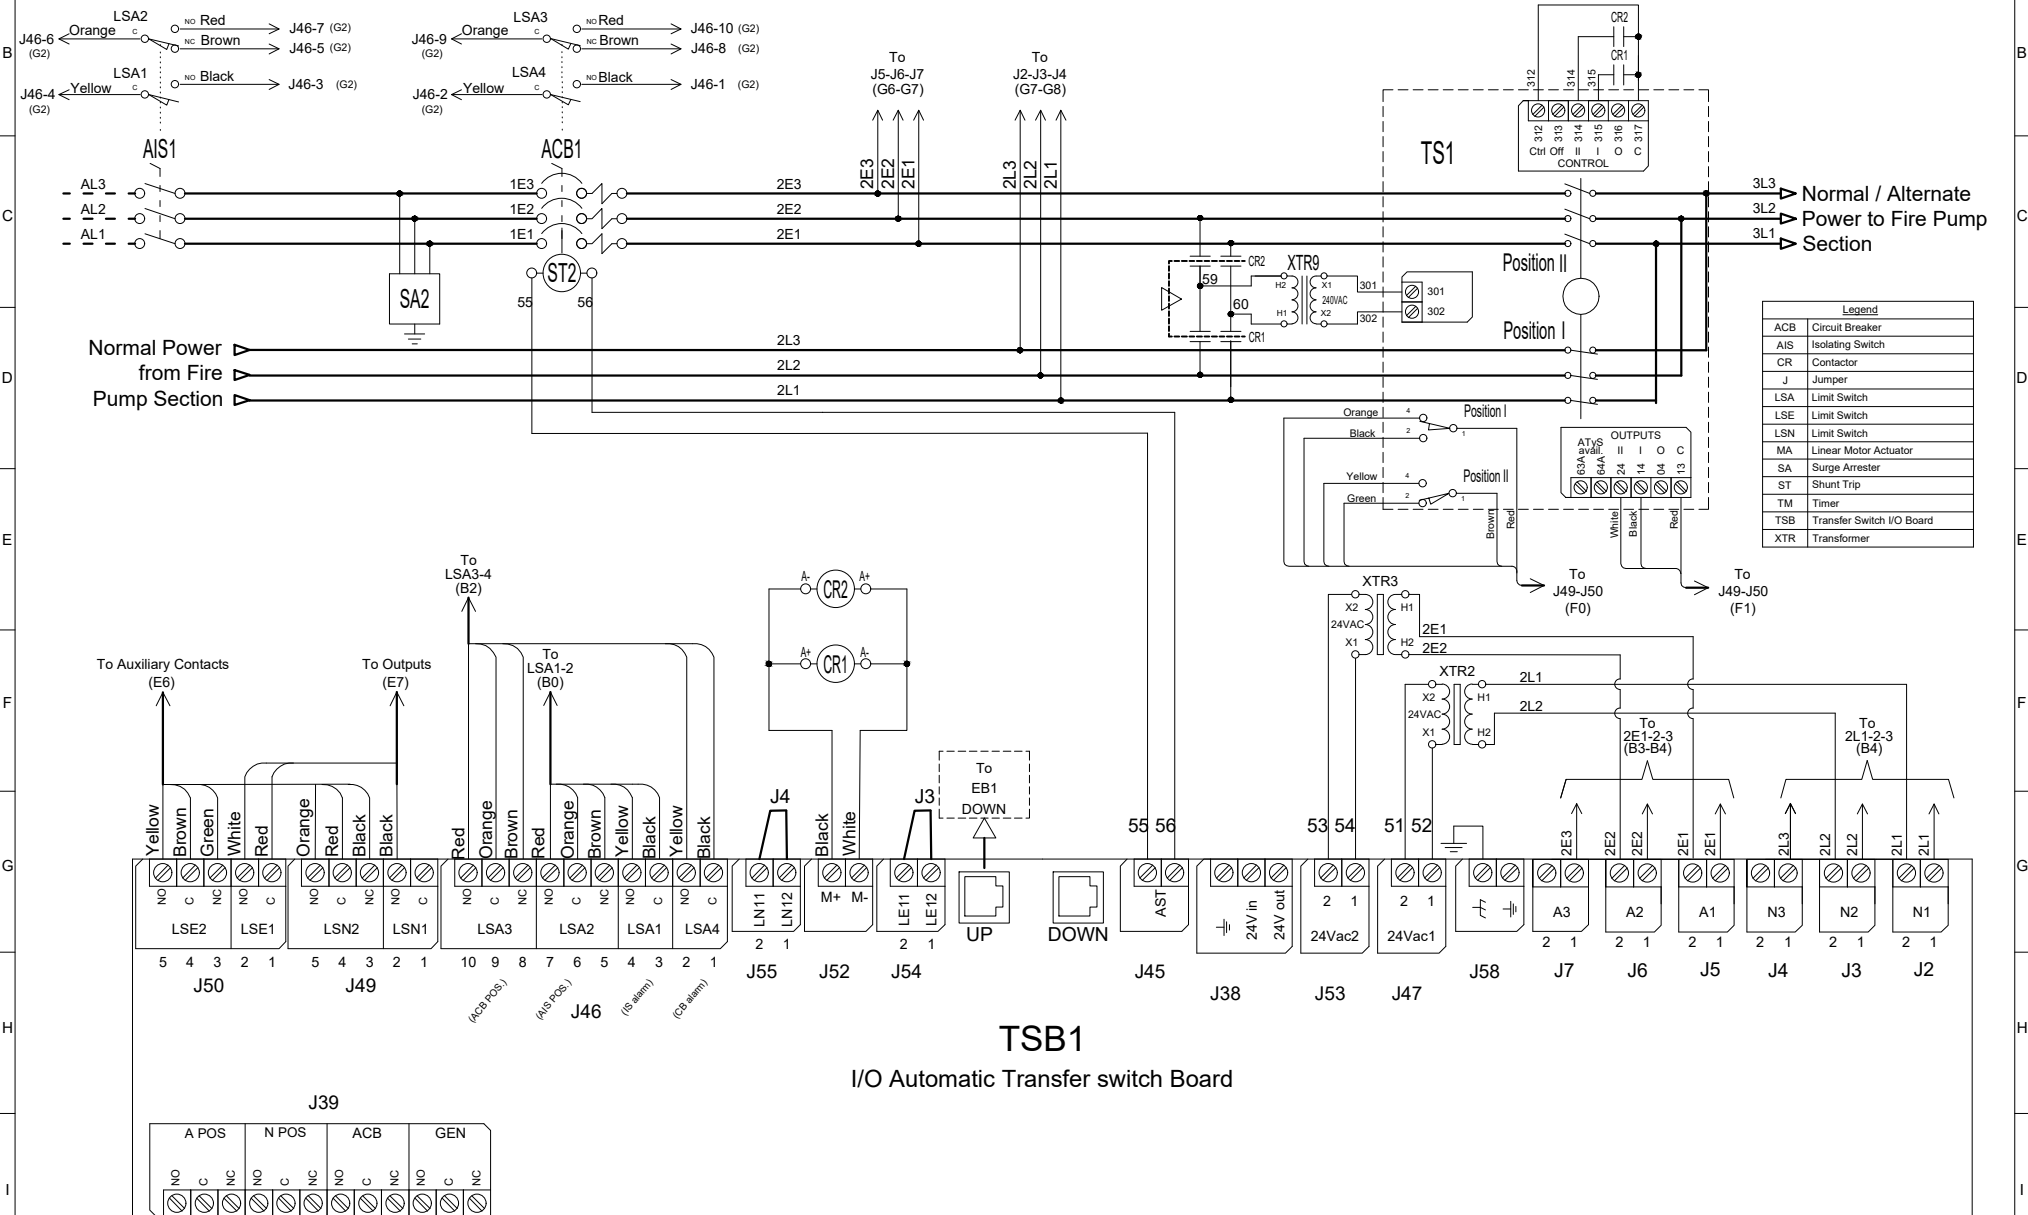 LSA2
NO Red
J46-7 (G2)
J46-6
(G2)
Orange
C
NC Brown
J46-5 (G2)
LSA1
NO Black
J46-3 (G2)
J46-4
(G2)
Yellow
C
LSA3
NO Red
J46-10 (G2)
J46-9
(G2)
Orange
C
NC Brown
J46-8 (G2)
LSA4
NO Black
J46-1 (G2)
J46-2
(G2)
Yellow
C
To
J5-J6-J7
(G6-G7)
To
J2-J3-J4
(G7-G8)
CR2
CR1
312
314
315
B
B
312 313 314 315 316 317
Ctrl Off II I O C
CONTROL
TS1
AIS1
ACB1
2E3
2E2
2E1
2L3
2L2
2L1
AL3
1E3
2E3
3L3
Normal / Alternate
C
AL2
1E2
2E2
3L2
Power to Fire Pump
C
AL1
1E1
2E1
3L1
Section
SA2
ST2
55
56
59
60
CR2
CR1
XTR9
H2
H1
X1
240VAC
X2
301
302
301
302
Position II
Position I
Normal Power
2L3
D
from Fire
2L2
D
Pump Section
2L1
Legend
ACB Circuit Breaker
AIS Isolating Switch
CR Contactor
J Jumper
LSA Limit Switch
LSE Limit Switch
LSN Limit Switch
MA Linear Motor Actuator
SA Surge Arrester
ST Shunt Trip
TM Timer
TSB Transfer Switch I/O Board
XTR Transformer
Orange
4
Position I
Black
2
1
Yellow
4
Position II
Green
2
1
Brown
Red
OUTPUTS
ATyS
avail.
II I O C
63A 64A 24 14 04 13
White
Black
Red
To
J49-J50
(F0)
To
J49-J50
(F1)
E
E
To
LSA3-4
(B2)
A-
CR2
A+
A+
CR1
A-
XTR3
X2
24VAC
X1
H1
H2
2E1
2E2
XTR2
X2
24VAC
X1
H1
H2
2L1
2L2
To Auxiliary Contacts
(E6)
To Outputs
(E7)
To
LSA1-2
(B0)
F
F
To
2E1-2-3
(B3-B4)
To
2L1-2-3
(B4)
To
EB1
DOWN
J4
J3
Yellow
Brown
Green
White
Red
Orange
Red
Black
Black
Red
Orange
Brown
Red
Orange
Brown
Yellow
Black
Yellow
Black
Black
White
55 56
53 54
51 52
2E3
2E2
2E2
2E1
2E1
2L3
2L2
2L2
2L1
2L1
G
G
NO C NC
LSE2
LSE1
NO C NC
LSN2
LSN1
NO C NC
LSA3
NO C NC
LSA2
NO C
LSA1
NO C
LSA4
LN11
LN12
M+ M-
LE11
LE12
UP
DOWN
AST
24V in
24V out
2 1
24Vac2
2 1
24Vac1
A3
A2
A1
N3
N2
N1
5 4 3 2 1
5 4 3 2 1
10 9 8 7 6 5 4 3 2 1
2 1
2 1
2 1
2 1
2 1
2 1
2 1
2 1
J50
J49
(ACB POS.)
(AIS POS.)
J46
(IS alarm)
(CB alarm)
J55
J52
J54
J45
J38
J53
J47
J58
J7
J6
J5
J4
J3
J2
H
H
TSB1
I/O Automatic Transfer switch Board
J39
A POS
N POS
ACB
GEN
NO C NC NO C NC NO C NC NO C NC
I
I